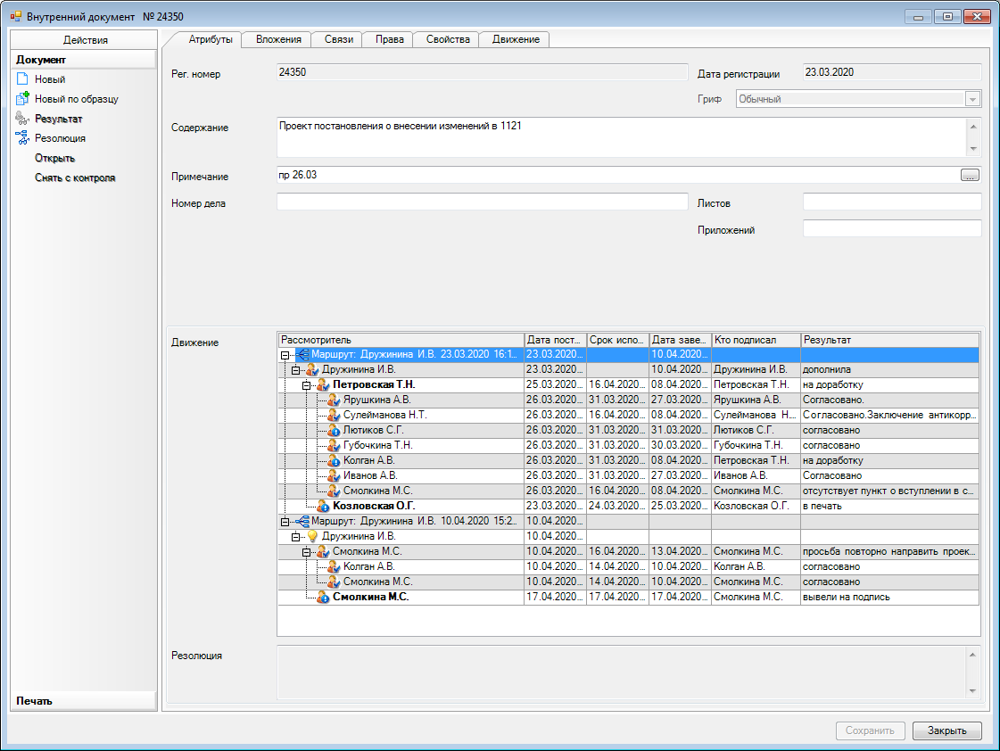 Внутренний документ № 24350
Действия
Документ
Новый
Новый по образцу
Результат
Резолюция
Открыть
Снять с контроля
Печать
Атрибуты Вложения Связи Права Свойства Движение
Рег. номер 24350 Дата регистрации 23.03.2020
Гриф Обычный
Содержание Проект постановления о внесении изменений в 1121
Примечание пр 26.03 ...
Номер дела Листов
Приложений
Движение
Рассмотритель Дата пост... Срок испо... Дата заве... Кто подписал Результат
Маршрут: Дружинина И.В. 23.03.2020 16:1... 23.03.2020... 10.04.2020...
Дружинина И.В. 23.03.2020... 10.04.2020... Дружинина И.В. дополнила
Петровская Т.Н. 25.03.2020... 16.04.2020... 08.04.2020... Петровская Т.Н. на доработку
Ярушкина А.В. 26.03.2020... 31.03.2020... 27.03.2020... Ярушкина А.В. Согласовано.
Сулейманова Н.Т. 26.03.2020... 16.04.2020... 08.04.2020... Сулейманова Н... Согласовано.Заключение антикорр...
Лютиков С.Г. 26.03.2020... 31.03.2020... 31.03.2020... Лютиков С.Г. согласовано
Губочкина Т.Н. 26.03.2020... 31.03.2020... 30.03.2020... Губочкина Т.Н. согласовано
Колган А.В. 26.03.2020... 31.03.2020... 08.04.2020... Петровская Т.Н. на доработку
Иванов А.В. 26.03.2020... 31.03.2020... 27.03.2020... Иванов А.В. Согласовано
Смолкина М.С. 26.03.2020... 16.04.2020... 08.04.2020... Смолкина М.С. отсутствует пункт о вступлении в с...
Козловская О.Г. 23.03.2020... 24.03.2020... 25.03.2020... Козловская О.Г. в печать
Маршрут: Дружинина И.В. 10.04.2020 15:2... 10.04.2020...
Дружинина И.В. 10.04.2020...
Смолкина М.С. 10.04.2020... 16.04.2020... 13.04.2020... Смолкина М.С. просьба повторно направить проек...
Колган А.В. 10.04.2020... 14.04.2020... 10.04.2020... Колган А.В. согласовано
Смолкина М.С. 10.04.2020... 14.04.2020... 10.04.2020... Смолкина М.С. согласовано
Смолкина М.С. 17.04.2020... 17.04.2020... 17.04.2020... Смолкина М.С. вывели на подпись
Резолюция
Сохранить Закрыть